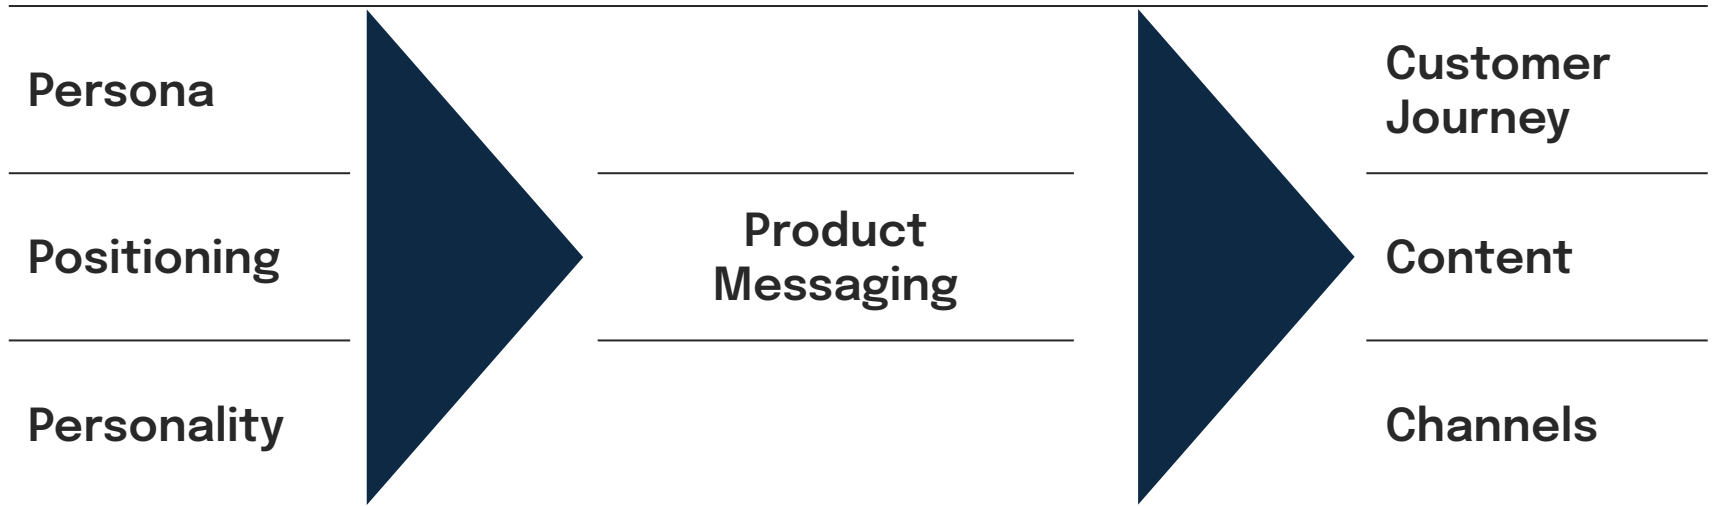 Persona
Positioning
Personality
Product
Messaging
Customer
Journey
Content
Channels